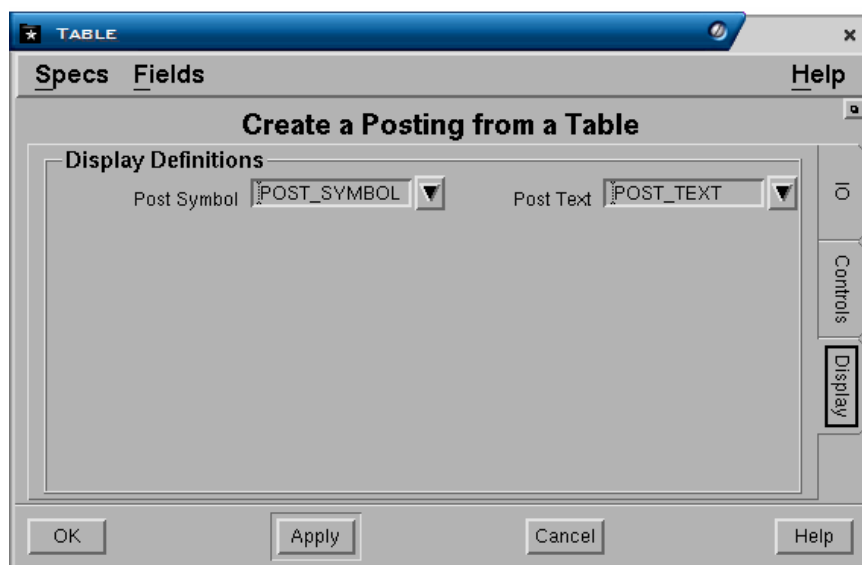 TABLE
Specs Fields Help
Create a Posting from a Table
Display Definitions
Post Symbol POST_SYMBOL Post Text POST_TEXT
IO
Controls
Display
OK Apply Cancel Help